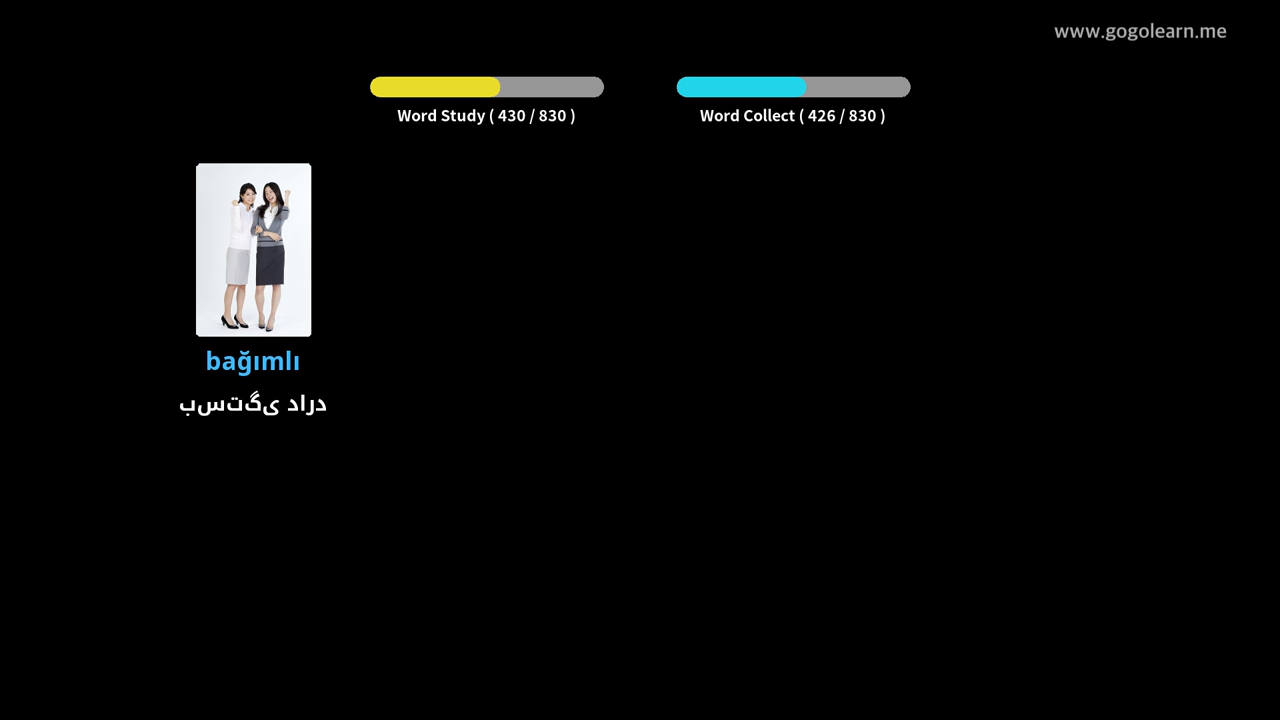 www.gogolearn.me
Word Study ( 430 / 830 )
Word Collect ( 426 / 830 )
bağımlı
دراد یگتسب